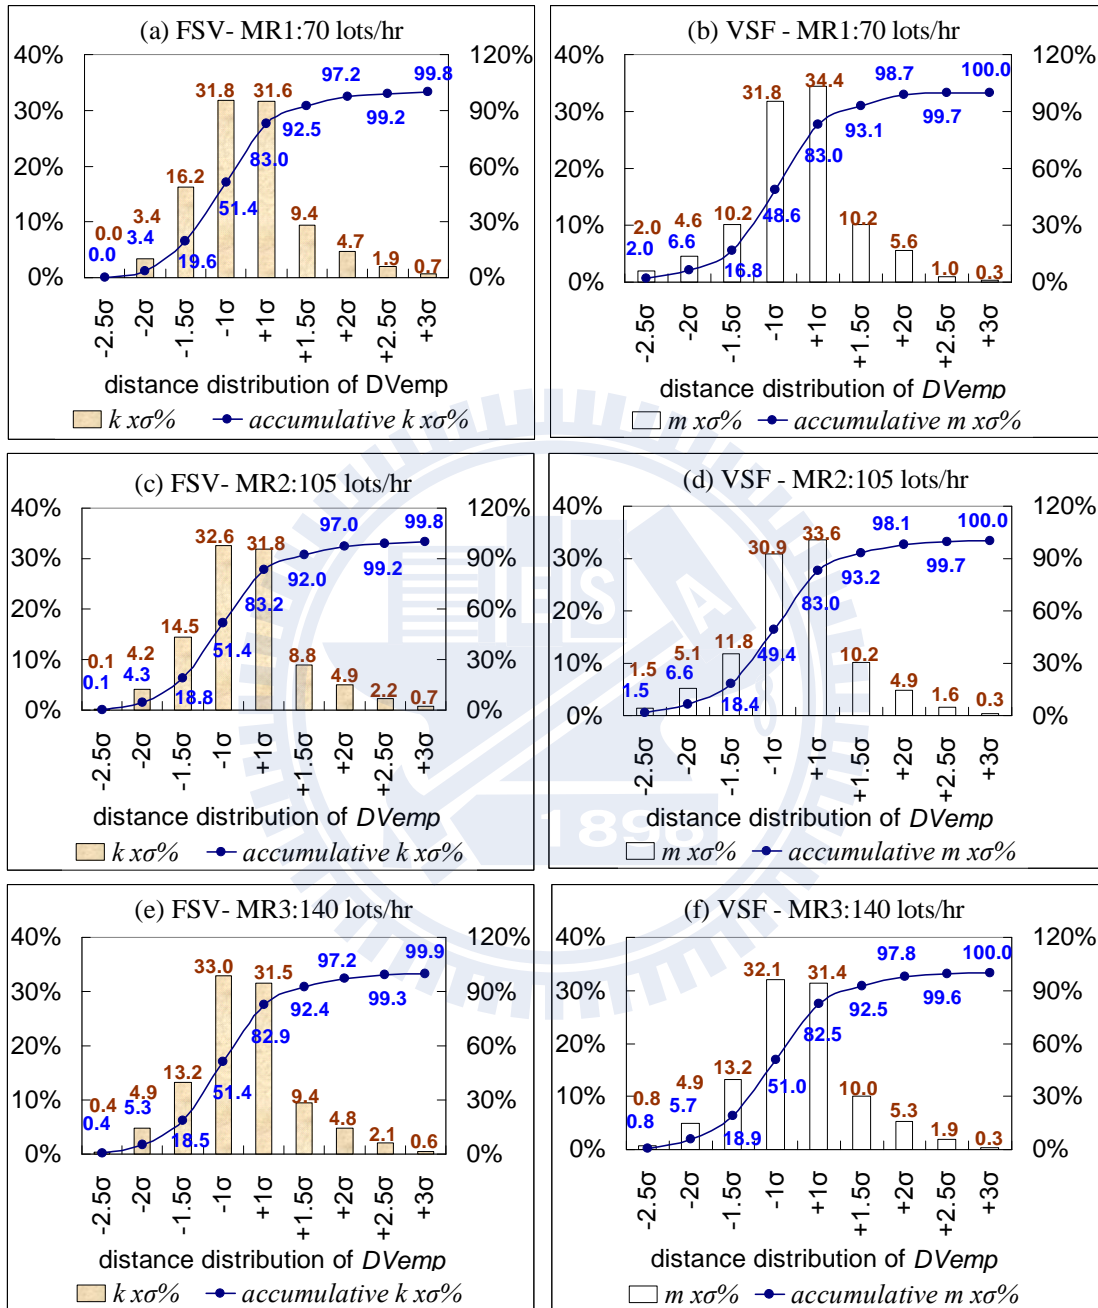 (a) FSV- MR1:70 lots/hr
40% 120%
30% 90%
20% 60%
10% 30%
0% 0%
0.0 3.4 16.2 31.8 31.6 9.4 4.7 1.9 0.7
0.0 3.4 19.6 51.4 83.0 92.5 97.2 99.2 99.8
-2.5σ -2σ -1.5σ -1σ +1σ +1.5σ +2σ +2.5σ +3σ
distance distribution of DVemp
k xσ% accumulative k xσ%
(b) VSF - MR1:70 lots/hr
40% 120%
30% 90%
20% 60%
10% 30%
0% 0%
2.0 4.6 10.2 31.8 34.4 10.2 5.6 1.0 0.3
2.0 6.6 16.8 48.6 83.0 93.1 98.7 99.7 100.0
-2.5σ -2σ -1.5σ -1σ +1σ +1.5σ +2σ +2.5σ +3σ
distance distribution of DVemp
m xσ% accumulative m xσ%
(c) FSV- MR2:105 lots/hr
40% 120%
30% 90%
20% 60%
10% 30%
0% 0%
0.1 4.2 14.5 32.6 31.8 8.8 4.9 2.2 0.7
0.1 4.3 18.8 51.4 83.2 92.0 97.0 99.2 99.8
-2.5σ -2σ -1.5σ -1σ +1σ +1.5σ +2σ +2.5σ +3σ
distance distribution of DVemp
k xσ% accumulative k xσ%
(d) VSF - MR2:105 lots/hr
40% 120%
30% 90%
20% 60%
10% 30%
0% 0%
1.5 5.1 11.8 30.9 33.6 10.2 4.9 1.6 0.3
1.5 6.6 18.4 49.4 83.0 93.2 98.1 99.7 100.0
-2.5σ -2σ -1.5σ -1σ +1σ +1.5σ +2σ +2.5σ +3σ
distance distribution of DVemp
m xσ% accumulative m xσ%
(e) FSV- MR3:140 lots/hr
40% 120%
30% 90%
20% 60%
10% 30%
0% 0%
0.4 4.9 13.2 33.0 31.5 9.4 4.8 2.1 0.6
0.4 5.3 18.5 51.4 82.9 92.4 97.2 99.3 99.9
-2.5σ -2σ -1.5σ -1σ +1σ +1.5σ +2σ +2.5σ +3σ
distance distribution of DVemp
k xσ% accumulative k xσ%
(f) VSF - MR3:140 lots/hr
40% 120%
30% 90%
20% 60%
10% 30%
0% 0%
0.8 4.9 13.2 32.1 31.4 10.0 5.3 1.9 0.3
0.8 5.7 18.9 51.0 82.5 92.5 97.8 99.6 100.0
-2.5σ -2σ -1.5σ -1σ +1σ +1.5σ +2σ +2.5σ +3σ
distance distribution of DVemp
m xσ% accumulative m xσ%
ESA
1896